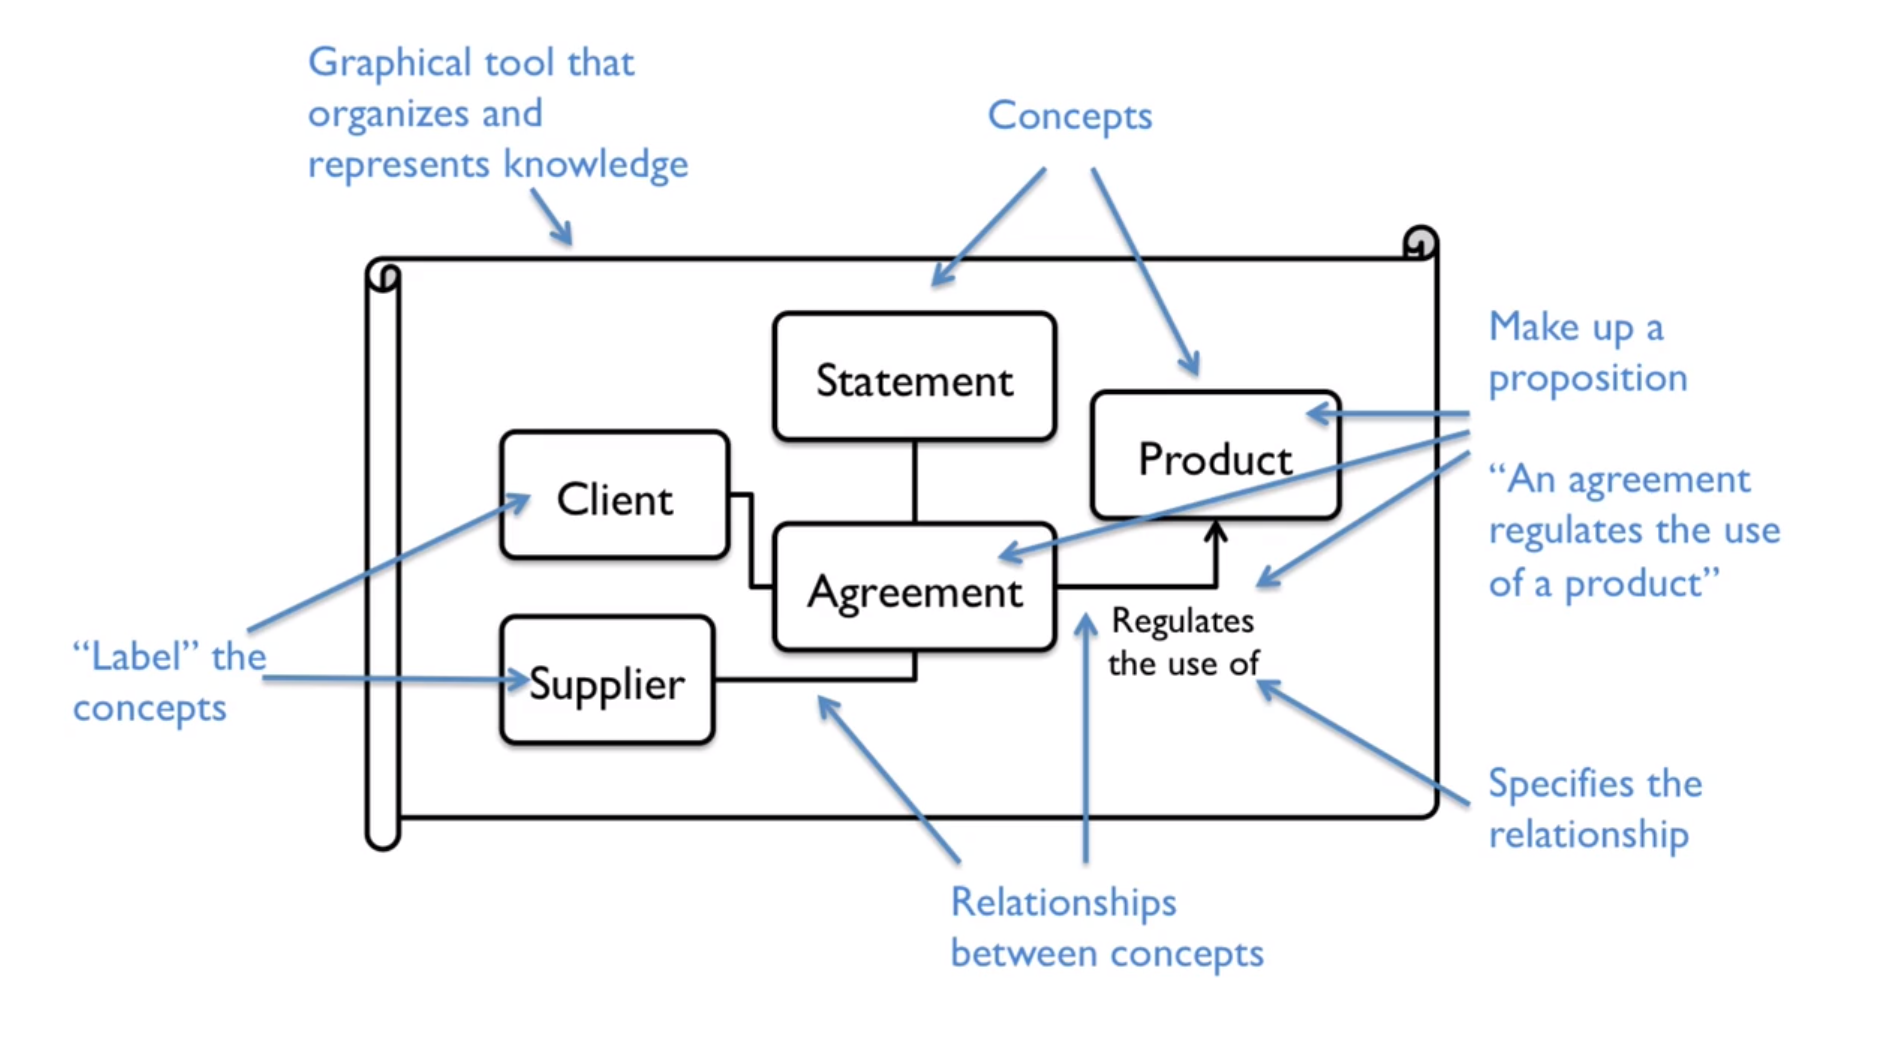 Graphical tool that
organizes and
represents knowledge
Concepts
Statement
Make up a
proposition
Product
Client
“An agreement
regulates the use
of a product”
Agreement
Regulates
the use of
“Label” the
concepts
Supplier
Specifies the
relationship
Relationships
between concepts